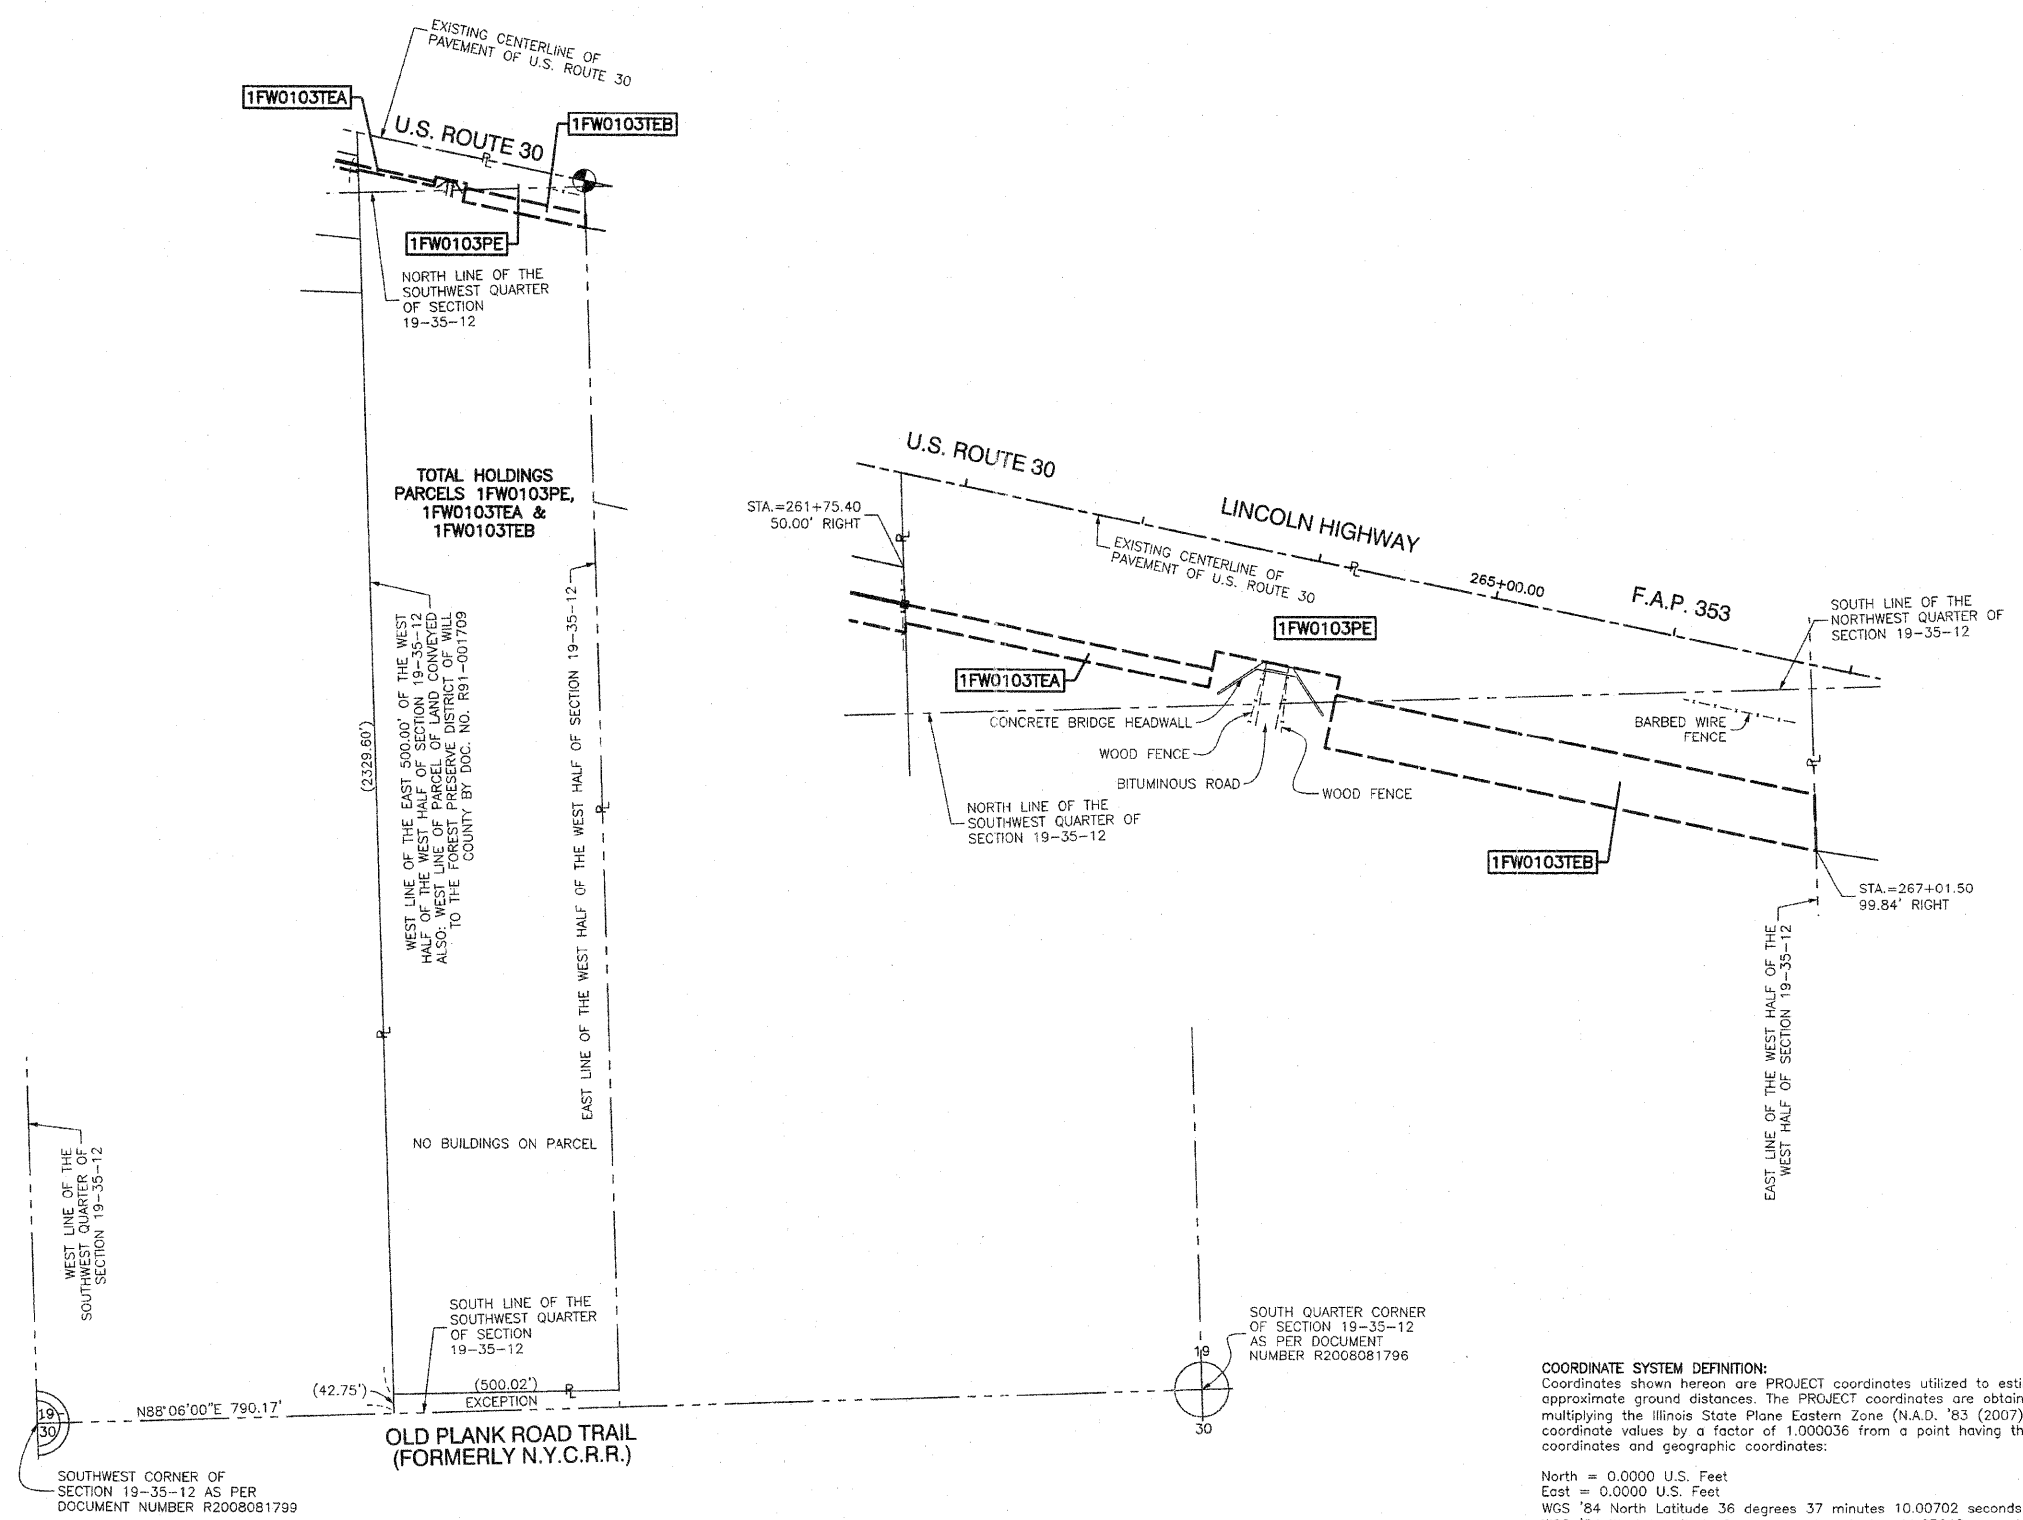 EXISTING CENTERLINE OF
PAVEMENT OF U.S. ROUTE 30
1FW0103TEA
U.S. ROUTE 30
1FW0103TEB
PL
1FW0103PE
NORTH LINE OF THE
SOUTHWEST QUARTER
OF SECTION
19-35-12
TOTAL HOLDINGS
PARCELS 1FW0103PE,
1FW0103TEA &
1FW0103TEB
WEST LINE OF THE EAST 500.00' OF THE WEST
HALF OF THE WEST HALF OF SECTION 19-35-12
ALSO: WEST LINE OF PARCEL OF LAND CONVEYED
TO THE FOREST PRESERVE DISTRICT OF WILL
COUNTY BY DOC. NO. R91-001709
(2329.60')
EAST LINE OF THE WEST HALF OF THE WEST HALF OF SECTION 19-35-12
PL
PL
NO BUILDINGS ON PARCEL
WEST LINE OF THE
SOUTHWEST QUARTER OF
SECTION 19-35-12
SOUTH LINE OF THE
SOUTHWEST QUARTER
OF SECTION
19-35-12
(42.75')
(500.02')
PL
EXCEPTION
N88°06'00"E 790.17'
19
30
OLD PLANK ROAD TRAIL
(FORMERLY N.Y.C.R.R.)
SOUTHWEST CORNER OF
SECTION 19-35-12 AS PER
DOCUMENT NUMBER R2008081799
U.S. ROUTE 30
LINCOLN HIGHWAY
STA.=261+75.40
50.00' RIGHT
PL
EXISTING CENTERLINE OF
PAVEMENT OF U.S. ROUTE 30
PL
265+00.00
F.A.P. 353
SOUTH LINE OF THE
NORTHWEST QUARTER OF
SECTION 19-35-12
1FW0103PE
1FW0103TEA
CONCRETE BRIDGE HEADWALL
WOOD FENCE
BITUMINOUS ROAD
WOOD FENCE
BARBED WIRE
FENCE
PL
NORTH LINE OF THE
SOUTHWEST QUARTER OF
SECTION 19-35-12
1FW0103TEB
STA.=267+01.50
99.84' RIGHT
EAST LINE OF THE WEST HALF OF THE
WEST HALF OF SECTION 19-35-12
SOUTH QUARTER CORNER
OF SECTION 19-35-12
AS PER DOCUMENT
NUMBER R2008081796
19
30
COORDINATE SYSTEM DEFINITION:
Coordinates shown hereon are PROJECT coordinates utilized to esti
approximate ground distances. The PROJECT coordinates are obtain
multiplying the Illinois State Plane Eastern Zone (N.A.D. '83 (2007)
coordinate values by a factor of 1.000036 from a point having th
coordinates and geographic coordinates:
North = 0.0000 U.S. Feet
East = 0.0000 U.S. Feet
WGS '84 North Latitude 36 degrees 37 minutes 10.00702 seconds